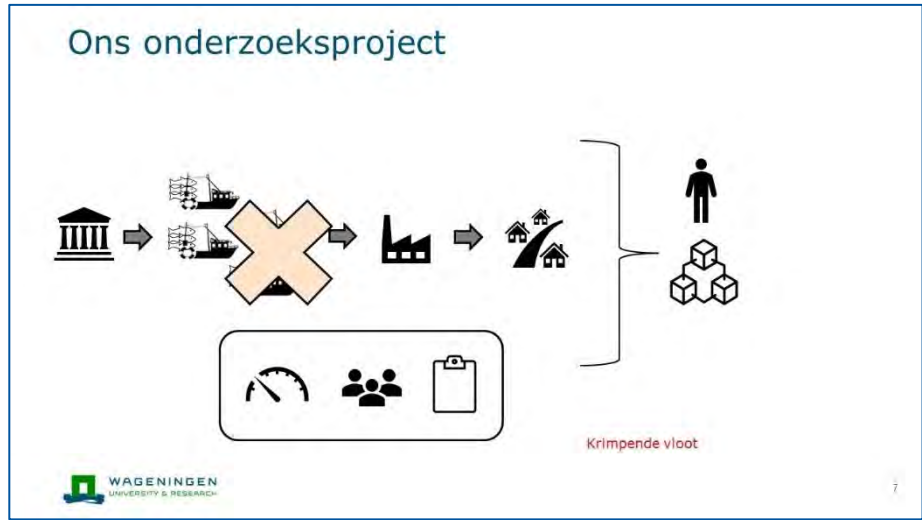 Ons onderzoeksproject
Krimpende vloot
WAGENINGEN
UNIVERSITY & RESEARCH
7